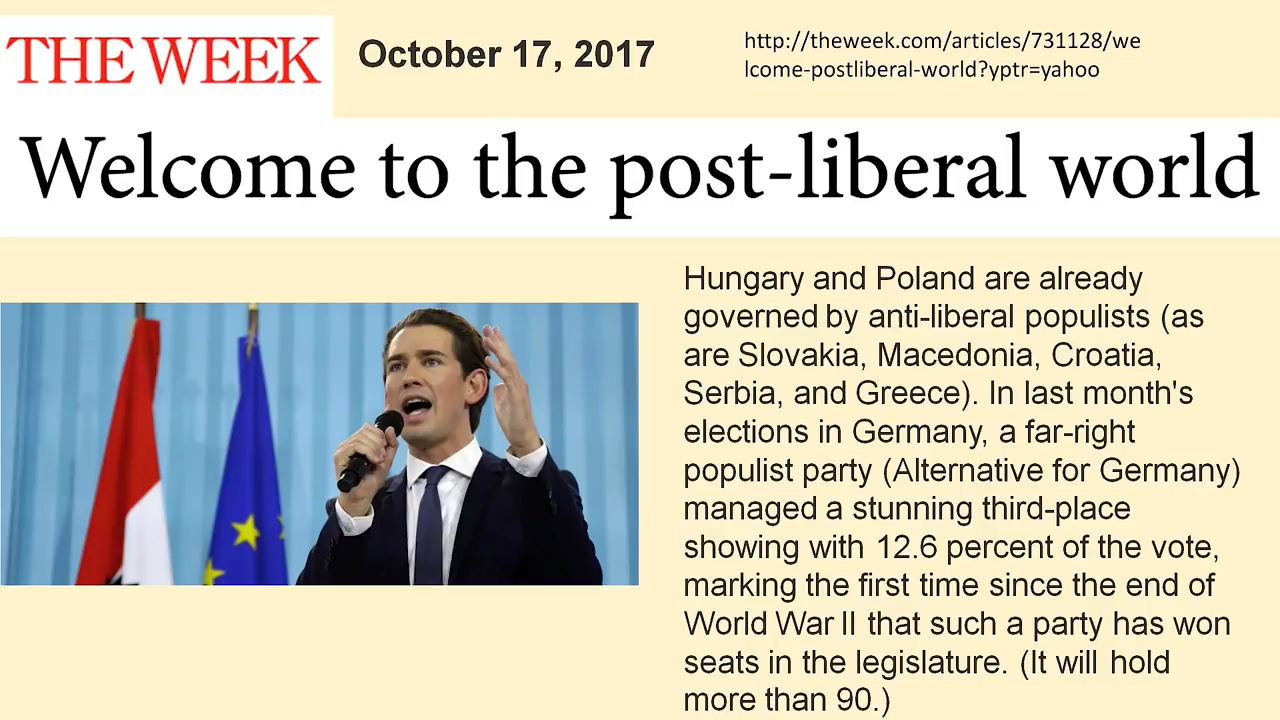 THE WEEK
October 17, 2017
http://theweek.com/articles/731128/we
lcome-postliberal-world?yptr=yahoo
Welcome to the post-liberal world
Hungary and Poland are already
governed by anti-liberal populists (as
are Slovakia, Macedonia, Croatia,
Serbia, and Greece). In last month's
elections in Germany, a far-right
populist party (Alternative for Germany)
managed a stunning third-place
showing with 12.6 percent of the vote,
marking the first time since the end of
World War II that such a party has won
seats in the legislature. (It will hold
more than 90.)